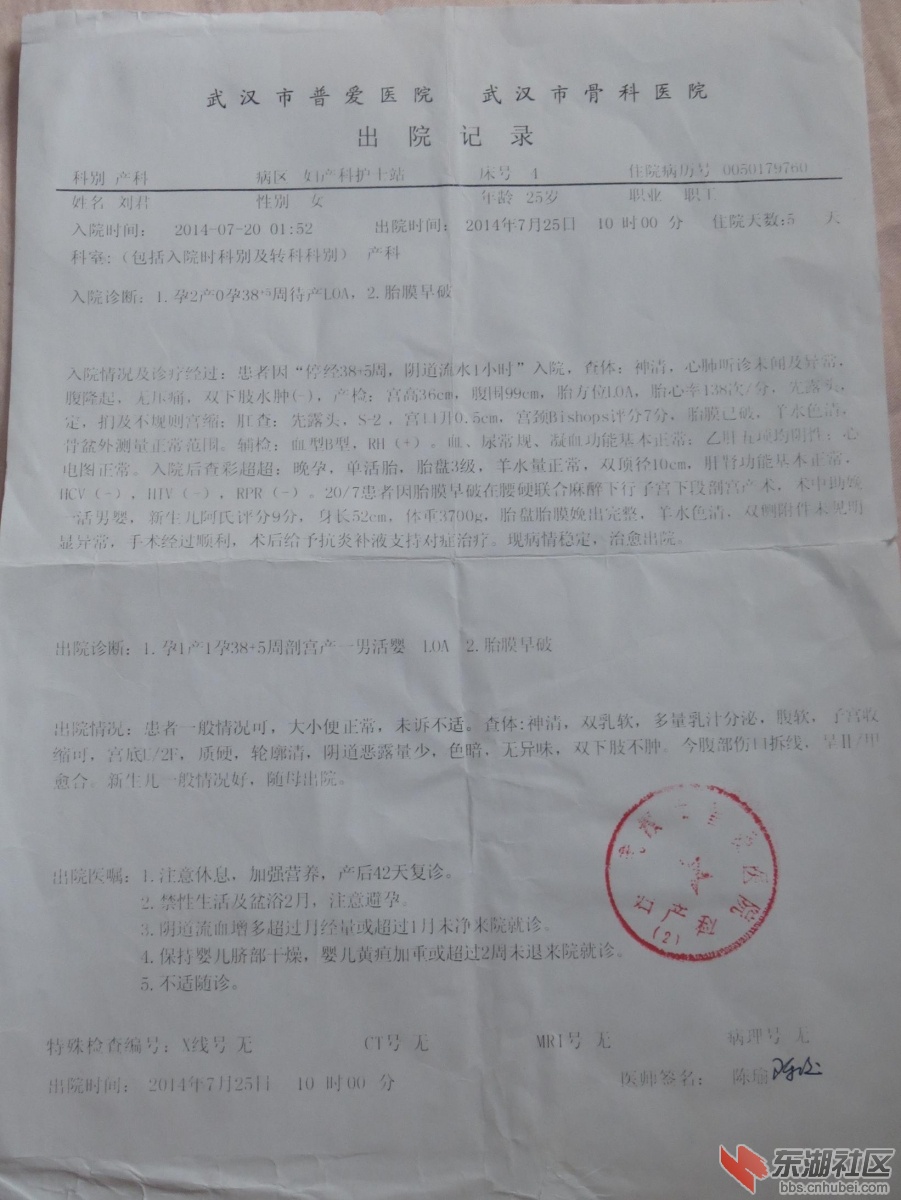 武汉市普爱医院 武汉市骨科医院
出院记录
科别 产科 病区 妇产科护士站 床号 4 住院病历号 0050179760
姓名 刘君 性别 女 年龄 25岁 职业 职工
入院时间： 2014-07-20 01:52 出院时间： 2014年7月25日 10 时00 分 住院天数:5 天
科室:（包括入院时科别及转科科别） 产科
入院诊断：1.孕2产0孕38+5周待产LOA，2.胎膜早破
入院情况及诊疗经过：患者因“停经38+5周，阴道流水1小时”入院，查体：神清，心肺听诊未闻及异常，
腹隆起，无压痛，双下肢水肿(-)，产检：宫高36cm，腹围99cm，胎方位LOA，胎心率138次/分，先露头，
定，扪及不规则宫缩；肛查：先露头，S-2，宫口开0.5cm，宫颈Bishops评分7分，胎膜已破，羊水色清，
骨盆外测量正常范围。辅检：血型B型，RH（+）。血、尿常规、凝血功能基本正常；乙肝五项均阴性；心
电图正常。入院后查彩超超：晚孕，单活胎，胎盘3级，羊水量正常，双顶径10cm，肝肾功能基本正常，
HCV（-），HIV（-），RPR（-）。20/7患者因胎膜早破在腰硬联合麻醉下行子宫下段剖宫产术，术中助娩
一活男婴，新生儿阿氏评分9分，身长52cm，体重3700g，胎盘胎膜娩出完整，羊水色清，双侧附件未见明
显异常，手术经过顺利，术后给予抗炎补液支持对症治疗。现病情稳定，治愈出院。
出院诊断：1.孕1产1孕38+5周剖宫产一男活婴 LOA 2.胎膜早破
出院情况：患者一般情况可，大小便正常，未诉不适。查体:神清，双乳软，多量乳汁分泌，腹软，子宫收
缩可，宫底U/2F，质硬，轮廓清，阴道恶露量少，色暗，无异味，双下肢不肿。今腹部伤口拆线，呈II/甲
愈合。新生儿一般情况好，随母出院。
出院医嘱：1.注意休息，加强营养，产后42天复诊。
2.禁性生活及盆浴2月，注意避孕。
3.阴道流血增多超过月经量或超过1月未净来院就诊。
4.保持婴儿脐部干燥，婴儿黄疸加重或超过2周未退来院就诊。
5.不适随诊。
妇产科
(2)
特殊检查编号：X线号 无 CT号 无 MRI号 无 病理号 无
出院时间： 2014年7月25日 10 时00 分 医师签名： 陈瑜
东湖社区
bbs.cnhubei.com